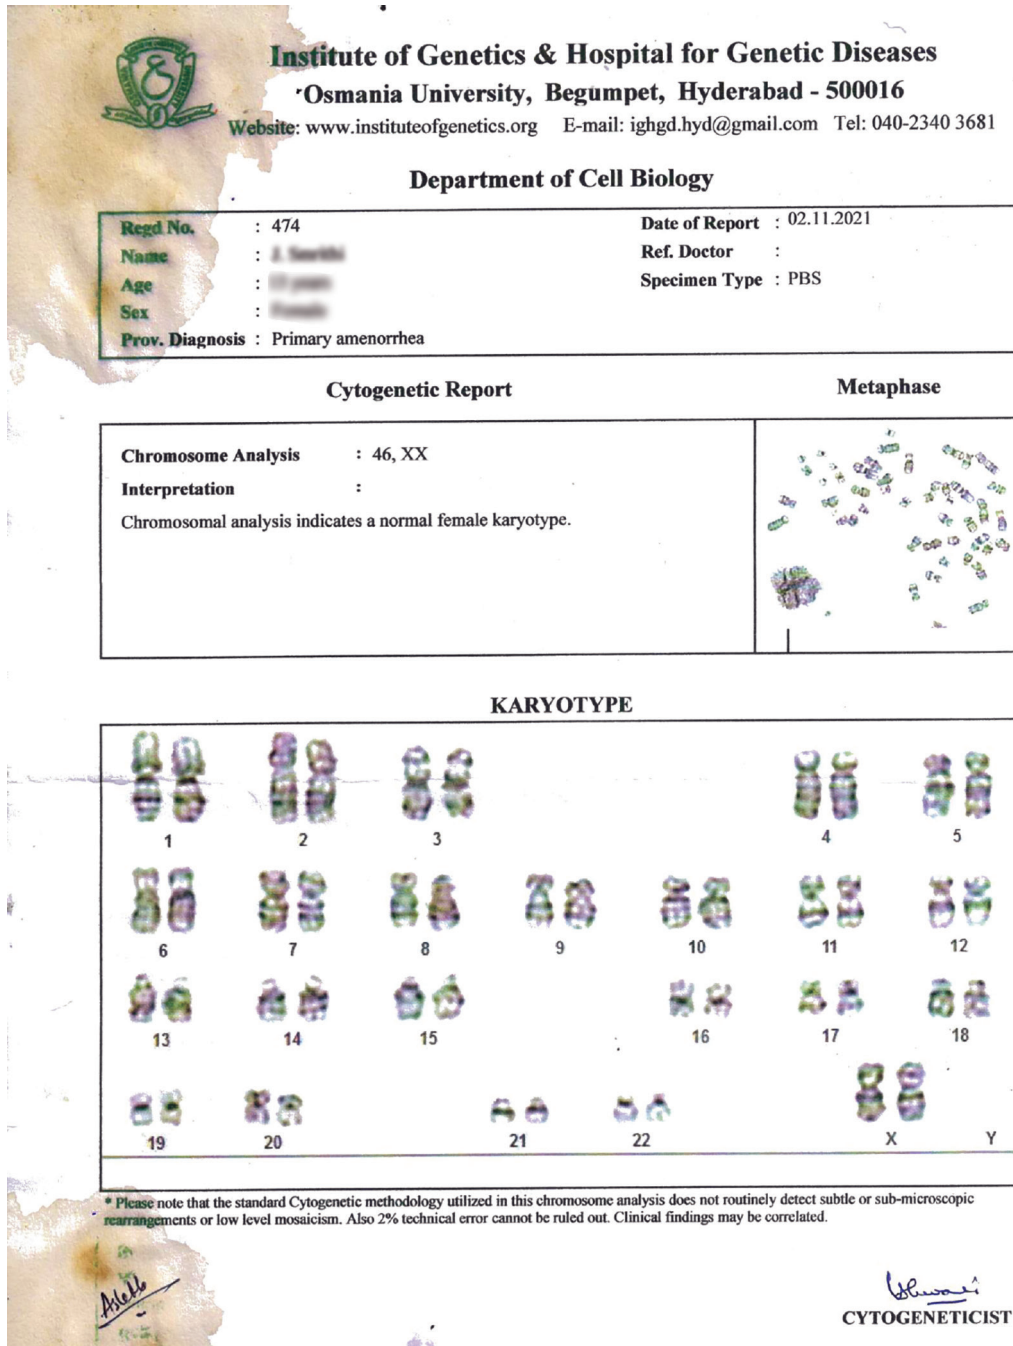 Institute of Genetics & Hospital for Genetic Diseases
Osmania University, Begumpet, Hyderabad - 500016
Website: www.instituteofgenetics.org E-mail: ighgd.hyd@gmail.com Tel: 040-2340 3681
Department of Cell Biology
Regd No. : 474
Date of Report : 02.11.2021
Name :
Ref. Doctor :
Age :
Specimen Type : PBS
Sex :
Prov. Diagnosis : Primary amenorrhea
Cytogenetic Report
Metaphase
Chromosome Analysis : 46, XX
Interpretation :
Chromosomal analysis indicates a normal female karyotype.
KARYOTYPE
1 2 3 4 5
6 7 8 9 10 11 12
13 14 15 16 17 18
19 20 21 22 X Y
* Please note that the standard Cytogenetic methodology utilized in this chromosome analysis does not routinely detect subtle or sub-microscopic
rearrangements or low level mosaicism. Also 2% technical error cannot be ruled out. Clinical findings may be correlated.
CYTOGENETICIST